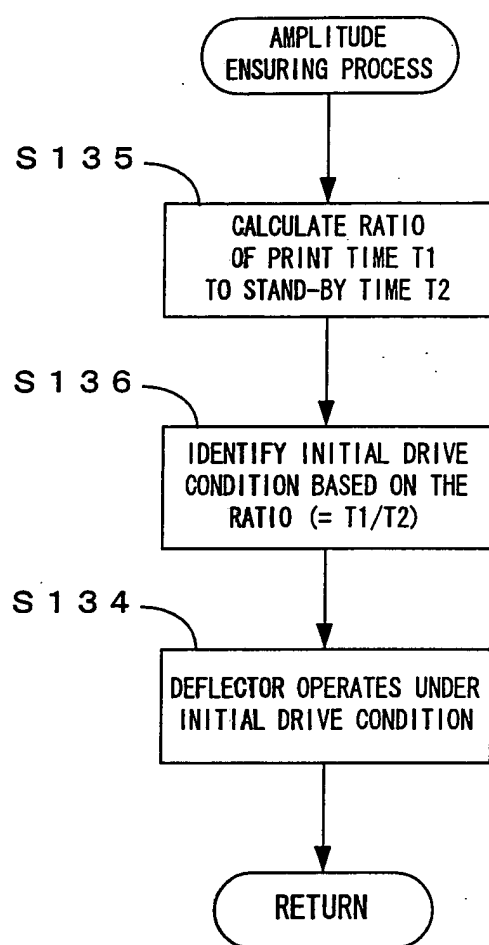 AMPLITUDE
ENSURING PROCESS
S135
CALCULATE RATIO
OF PRINT TIME T1
TO STAND-BY TIME T2
S136
IDENTIFY INITIAL DRIVE
CONDITION BASED ON THE
RATIO (= T1/T2)
S134
DEFLECTOR OPERATES UNDER
INITIAL DRIVE CONDITION
RETURN